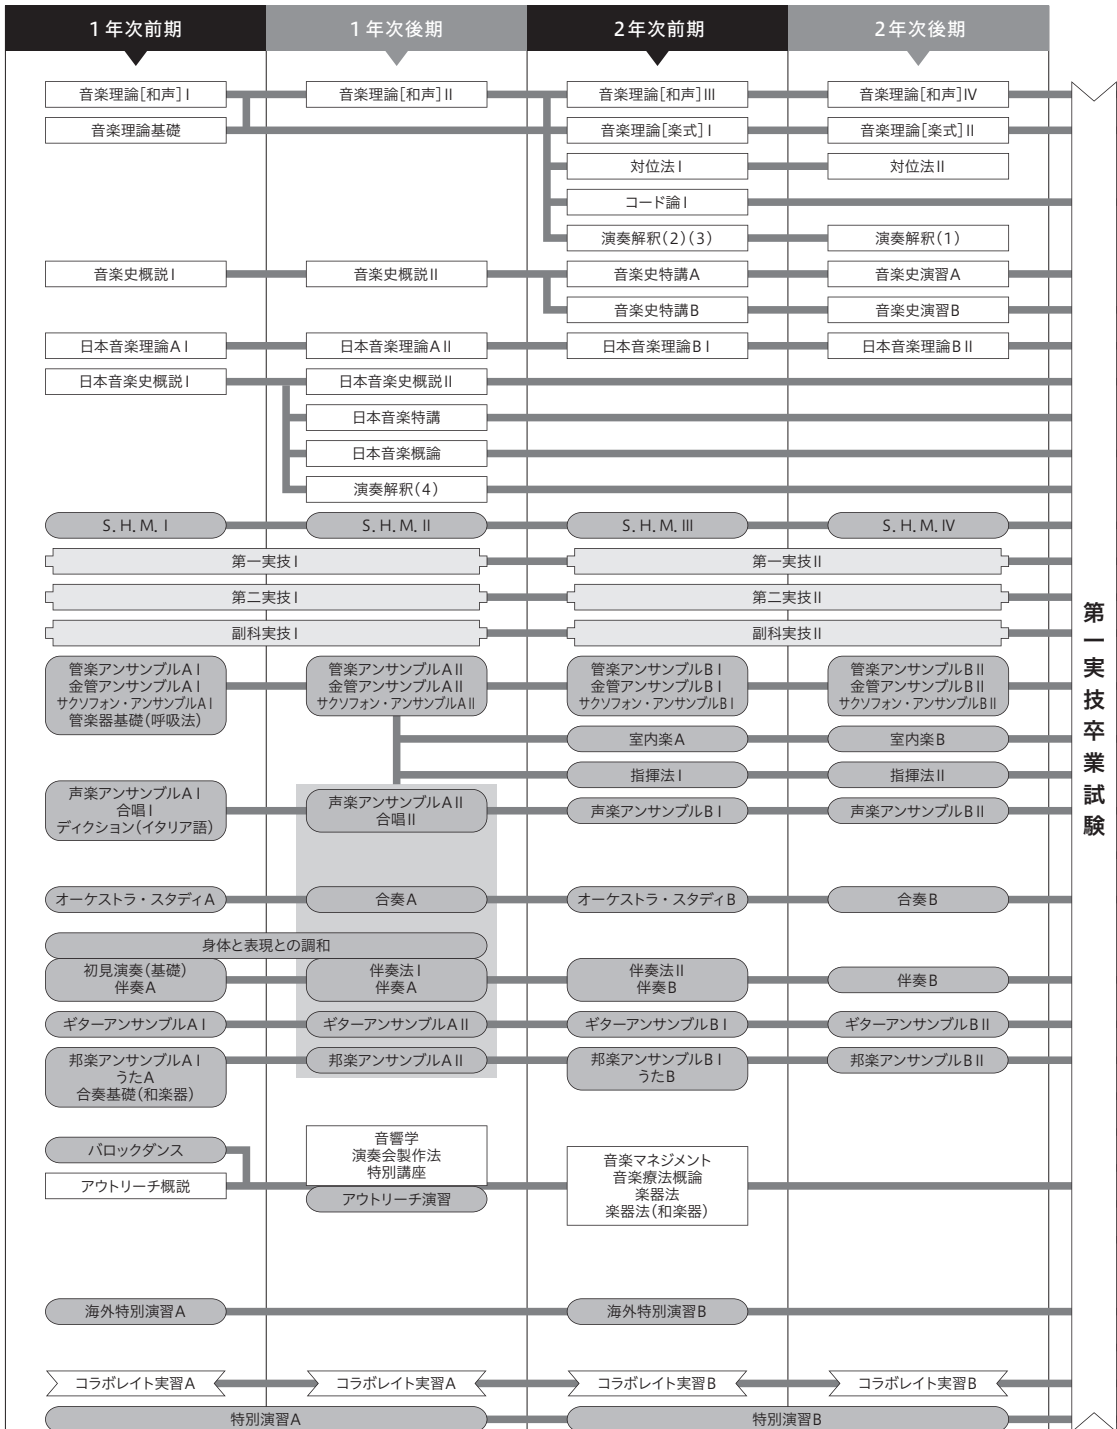 1年次前期
1年次後期
2年次前期
2年次後期
音楽理論[和声]I
音楽理論[和声]II
音楽理論[和声]III
音楽理論[和声]IV
音楽理論基礎
音楽理論[楽式]I
音楽理論[楽式]II
対位法I
対位法II
コード論I
演奏解釈(2)(3)
演奏解釈(1)
音楽史概説I
音楽史概説II
音楽史特講A
音楽史演習A
音楽史特講B
音楽史演習B
日本音楽理論AI
日本音楽理論AII
日本音楽理論BI
日本音楽理論BII
日本音楽史概説I
日本音楽史概説II
日本音楽特講
日本音楽概論
演奏解釈(4)
S.H.M.I
S.H.M.II
S.H.M.III
S.H.M.IV
第一実技I
第一実技II
第二実技I
第二実技II
副科実技I
副科実技II
管楽アンサンブルAI
金管アンサンブルAI
サクソフォン・アンサンブルAI
管楽器基礎(呼吸法)
管楽アンサンブルAII
金管アンサンブルAII
サクソフォン・アンサンブルAII
管楽アンサンブルBI
金管アンサンブルBI
サクソフォン・アンサンブルBI
管楽アンサンブルBII
金管アンサンブルBII
サクソフォン・アンサンブルBII
室内楽A
室内楽B
指揮法I
指揮法II
声楽アンサンブルAI
合唱I
ディクション(イタリア語)
声楽アンサンブルAII
合唱II
声楽アンサンブルBI
声楽アンサンブルBII
オーケストラ・スタディA
合奏A
オーケストラ・スタディB
合奏B
身体と表現との調和
初見演奏(基礎)
伴奏A
伴奏法I
伴奏A
伴奏法II
伴奏B
伴奏B
ギターアンサンブルAI
ギターアンサンブルAII
ギターアンサンブルBI
ギターアンサンブルBII
邦楽アンサンブルAI
うたA
合奏基礎(和楽器)
邦楽アンサンブルAII
邦楽アンサンブルBI
うたB
邦楽アンサンブルBII
バロックダンス
アウトリーチ概説
音響学
演奏会製作法
特別講座
アウトリーチ演習
音楽マネジメント
音楽療法概論
楽器法
楽器法(和楽器)
海外特別演習A
海外特別演習B
コラボレイト実習A
コラボレイト実習A
コラボレイト実習B
コラボレイト実習B
特別演習A
特別演習B
第一実技卒業試験